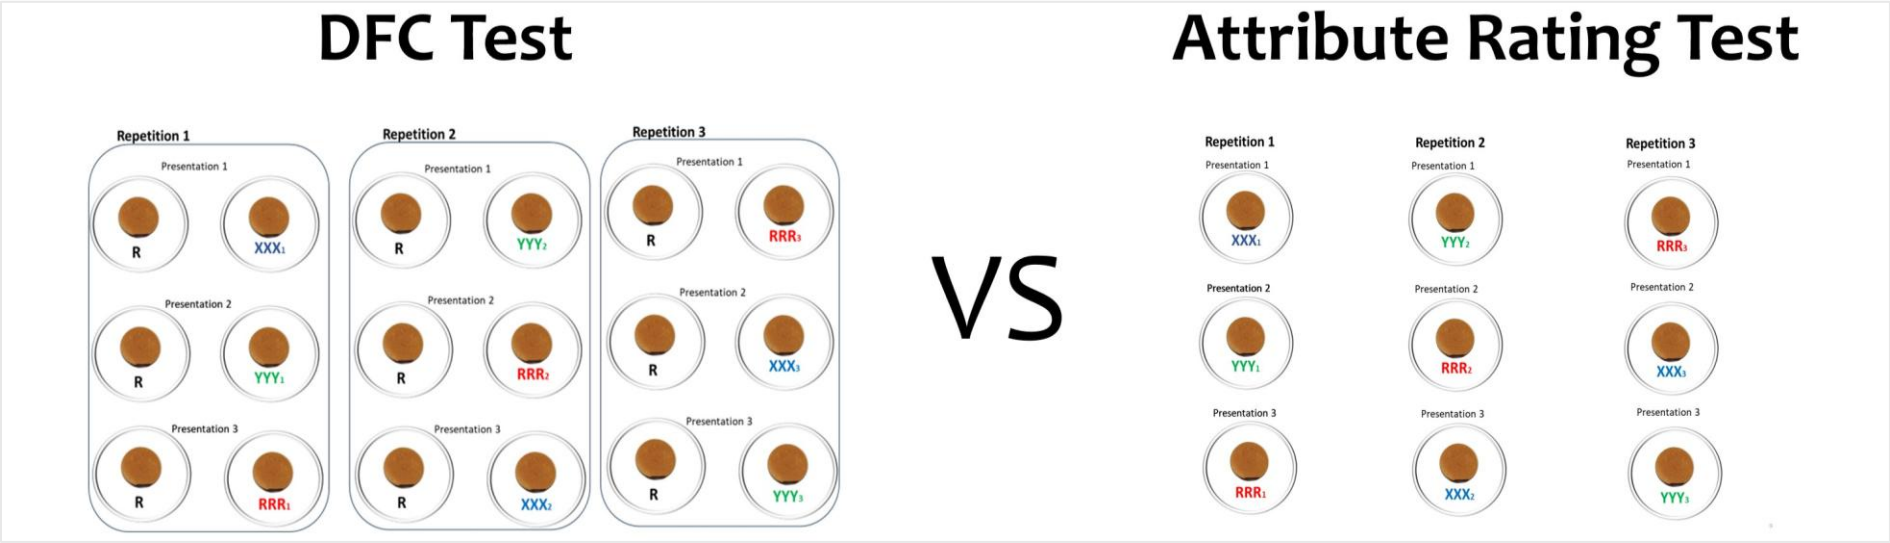 DFC Test
Attribute Rating Test
VS
Repetition 1
Presentation 1
R
XXX₁
Presentation 2
R
YYY₁
Presentation 3
R
RRR₁
Repetition 2
Presentation 1
R
YYY₂
Presentation 2
R
RRR₂
Presentation 3
R
XXX₂
Repetition 3
Presentation 1
R
RRR₃
Presentation 2
R
XXX₃
Presentation 3
R
YYY₃
Repetition 1
Presentation 1
XXX₁
Presentation 2
YYY₁
Presentation 3
RRR₁
Repetition 2
Presentation 1
YYY₂
Presentation 2
RRR₂
Presentation 3
XXX₂
Repetition 3
Presentation 1
RRR₃
Presentation 2
XXX₃
Presentation 3
YYY₃